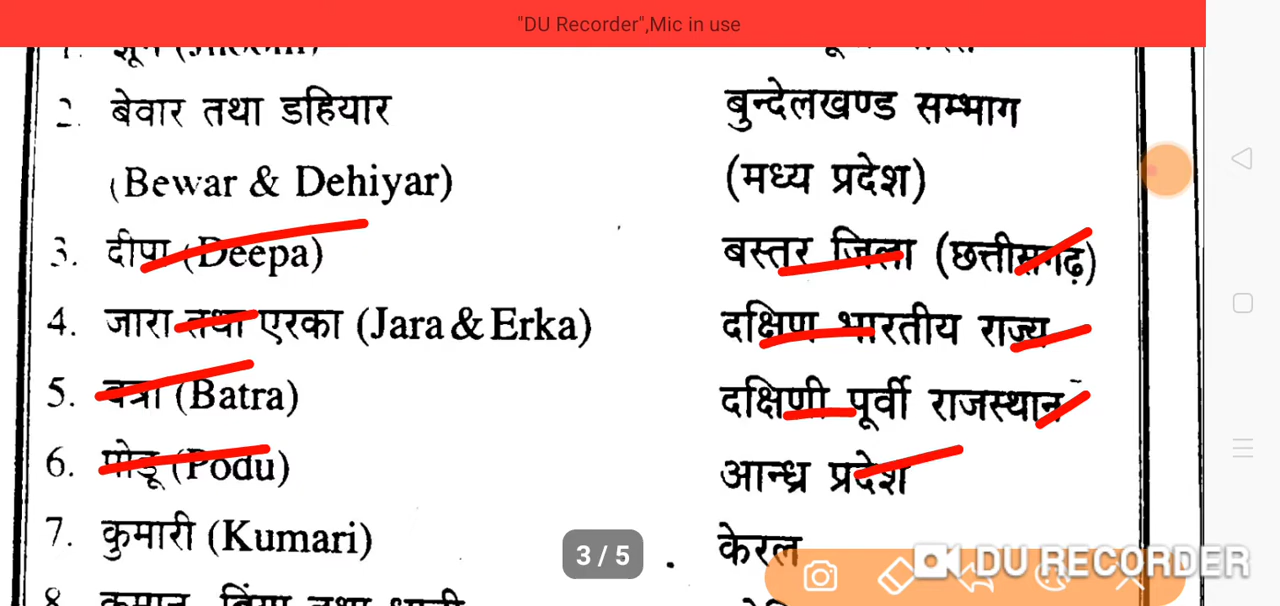 "DU Recorder",Mic in use
2. बेवार तथा डहियार बुन्देलखण्ड सम्भाग
(Bewar & Dehiyar) (मध्य प्रदेश)
3. दीपा (Deepa) बस्तर जिला (छत्तीसगढ़)
4. जारा तथा एरका (Jara & Erka) दक्षिण भारतीय राज्य
5. बत्रा (Batra) दक्षिणी पूर्वी राजस्थान
6. पोडू (Podu) आन्ध्र प्रदेश
7. कुमारी (Kumari) केरल
3 / 5
DU RECORDER
8.